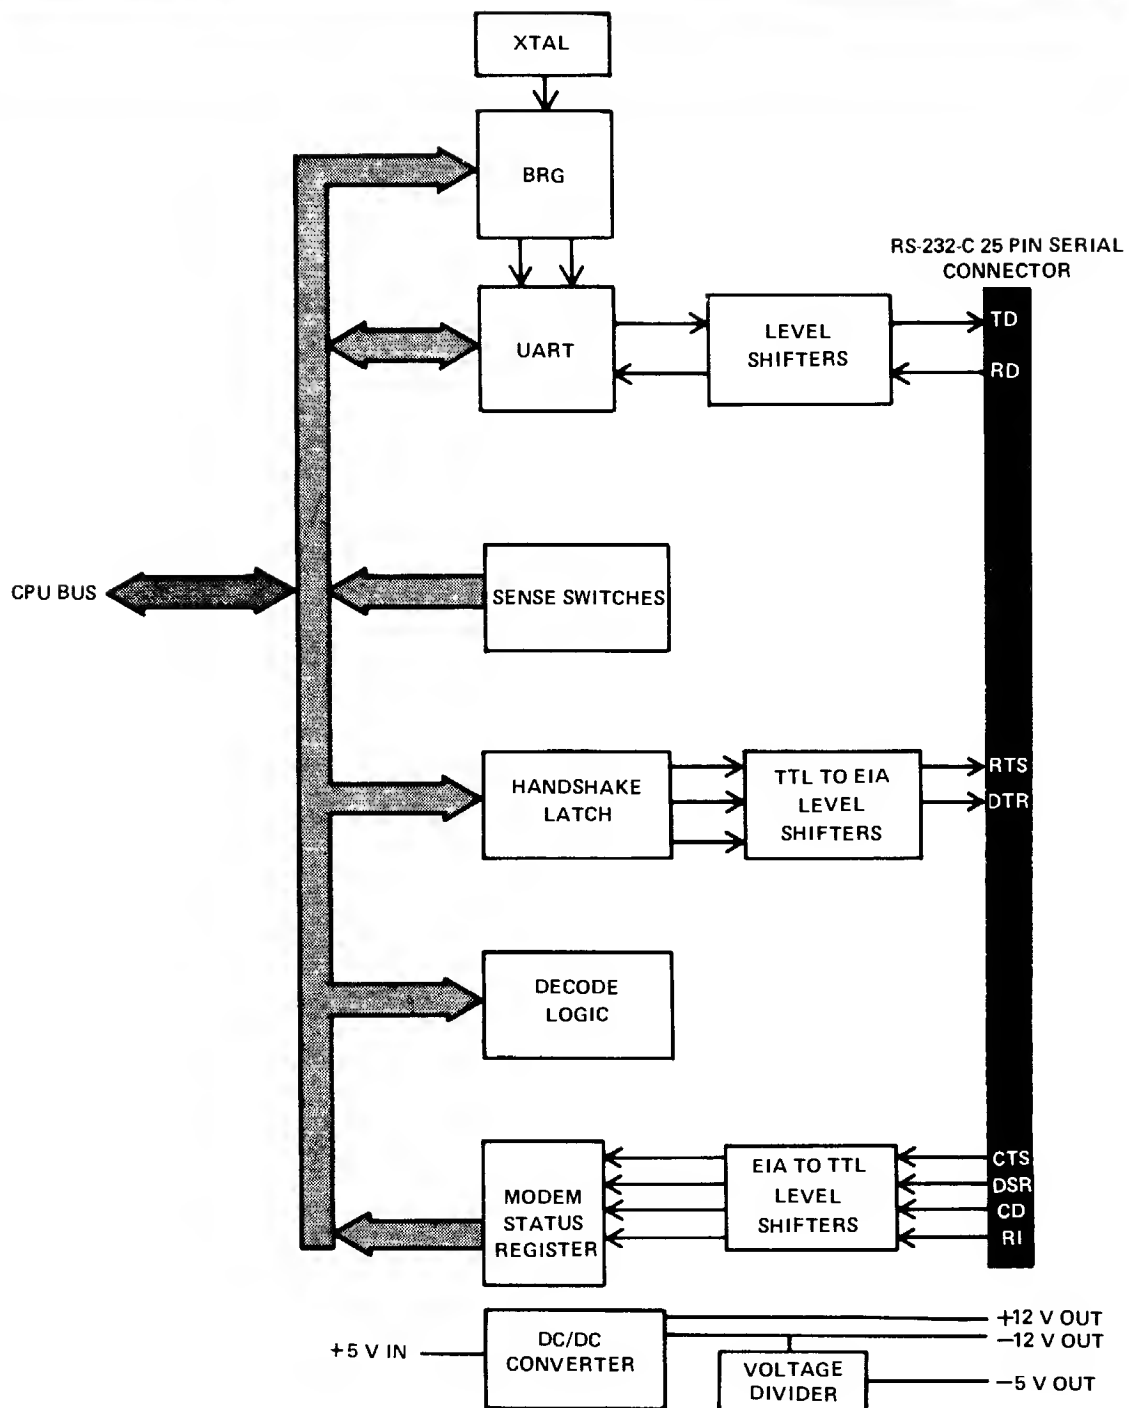 XTAL
BRG
RS-232-C 25 PIN SERIAL
CONNECTOR
UART
LEVEL
SHIFTERS
TD
RD
CPU BUS
SENSE SWITCHES
HANDSHAKE
LATCH
TTL TO EIA
LEVEL
SHIFTERS
RTS
DTR
DECODE
LOGIC
MODEM
STATUS
REGISTER
EIA TO TTL
LEVEL
SHIFTERS
CTS
DSR
CD
RI
+5 V IN
DC/DC
CONVERTER
+12 V OUT
−12 V OUT
VOLTAGE
DIVIDER
−5 V OUT